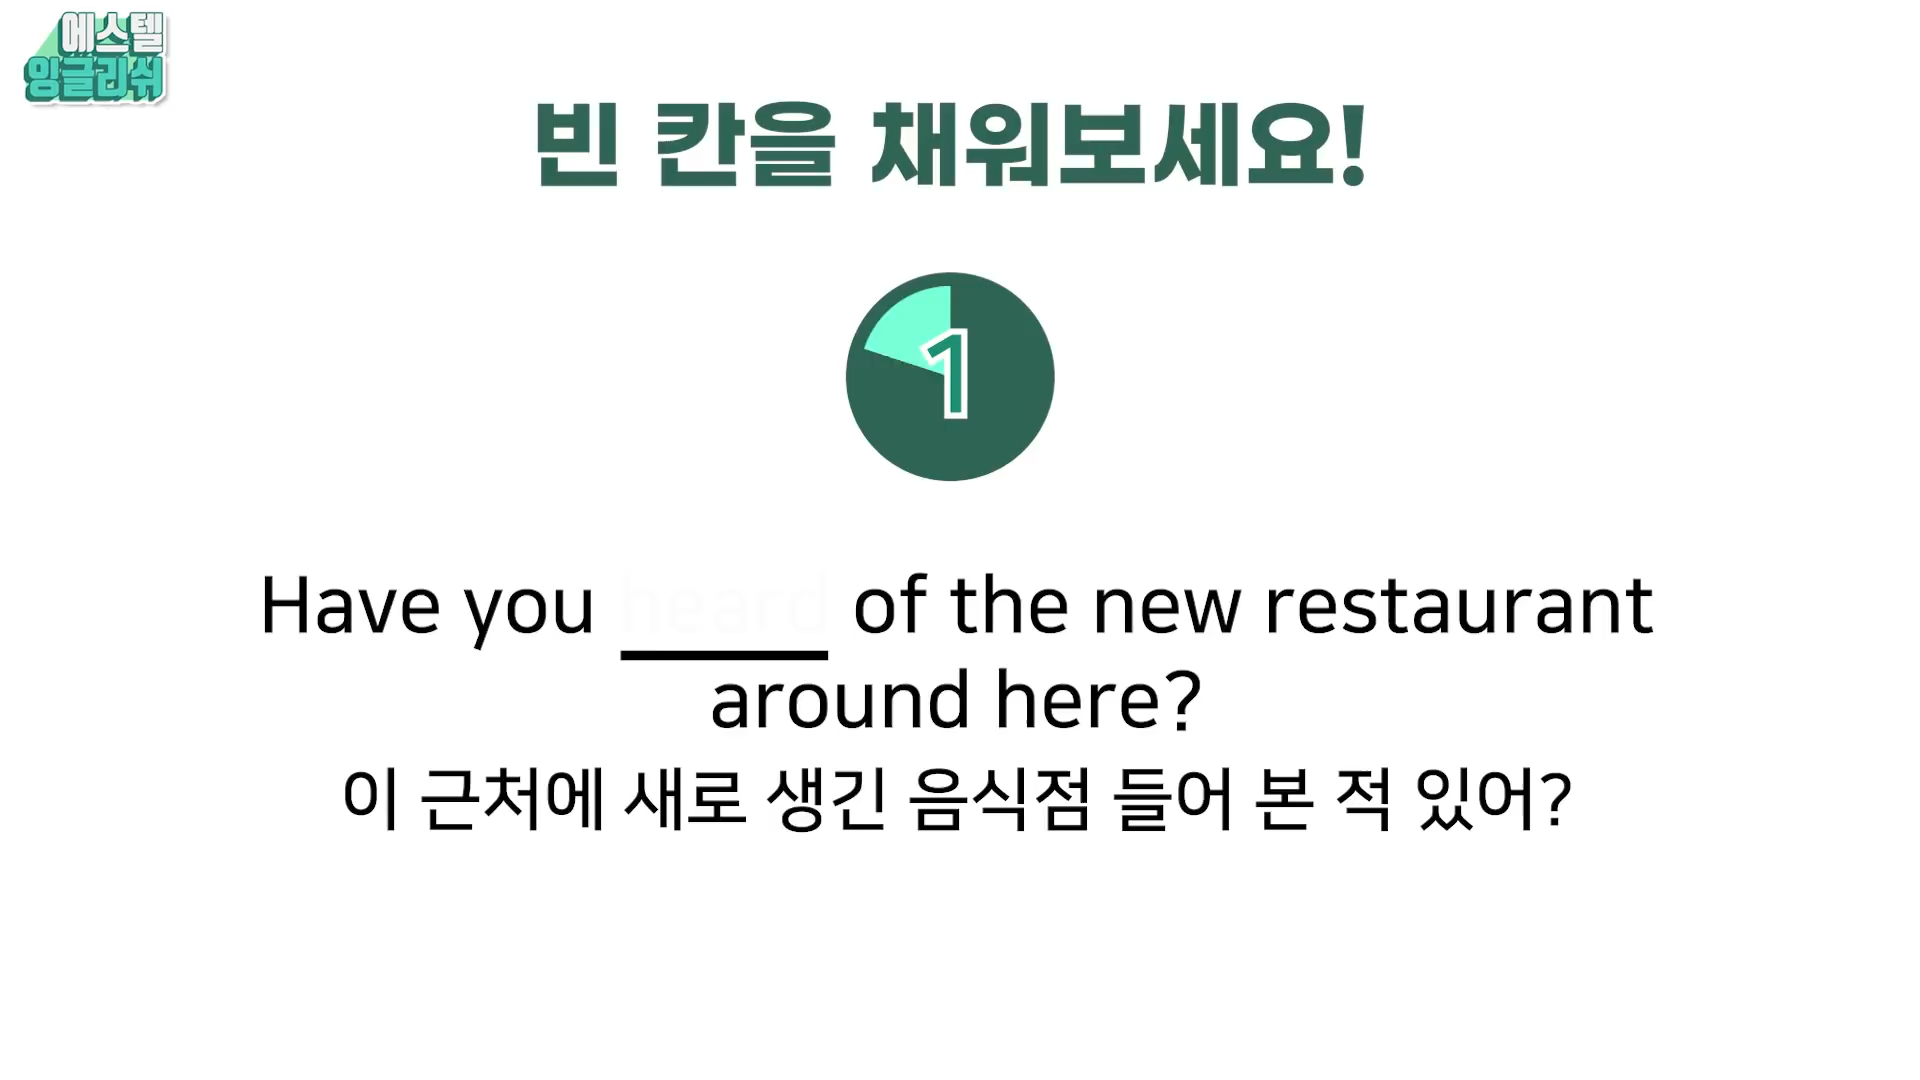 에스텔
잉글리쉬
빈 칸을 채워보세요!
1
Have you heard of the new restaurant
around here?
이 근처에 새로 생긴 음식점 들어 본 적 있어?